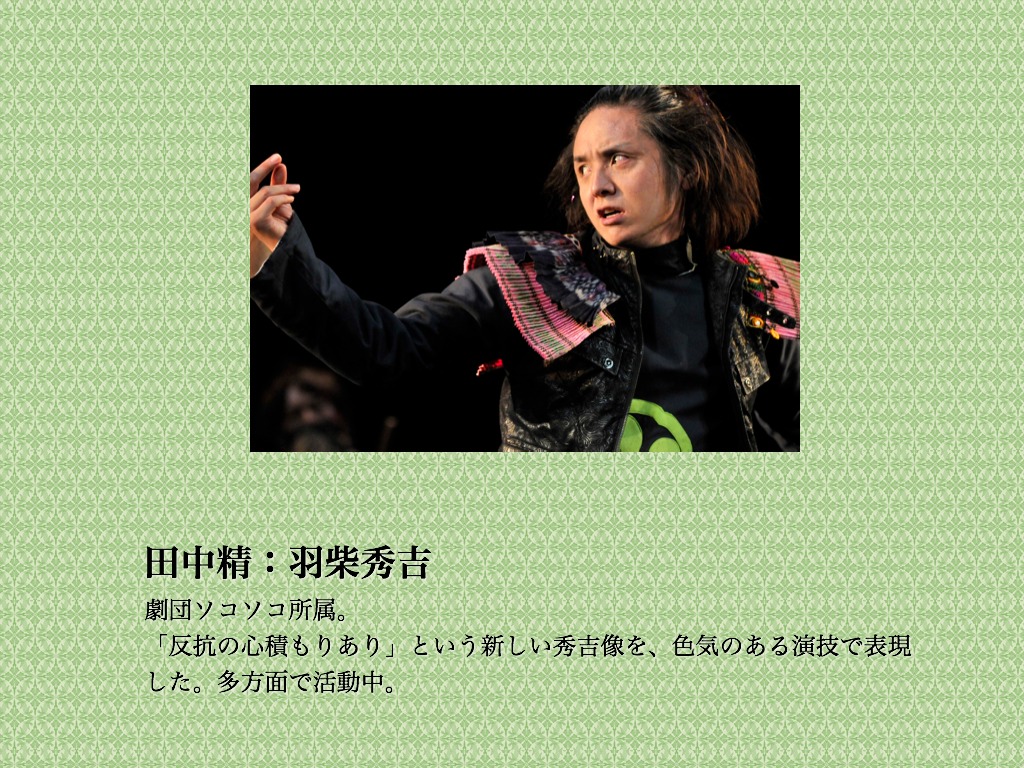 田中精：羽柴秀吉
劇団ソコソコ所属。
「反抗の心積もりあり」という新しい秀吉像を、色気のある演技で表現
した。多方面で活動中。